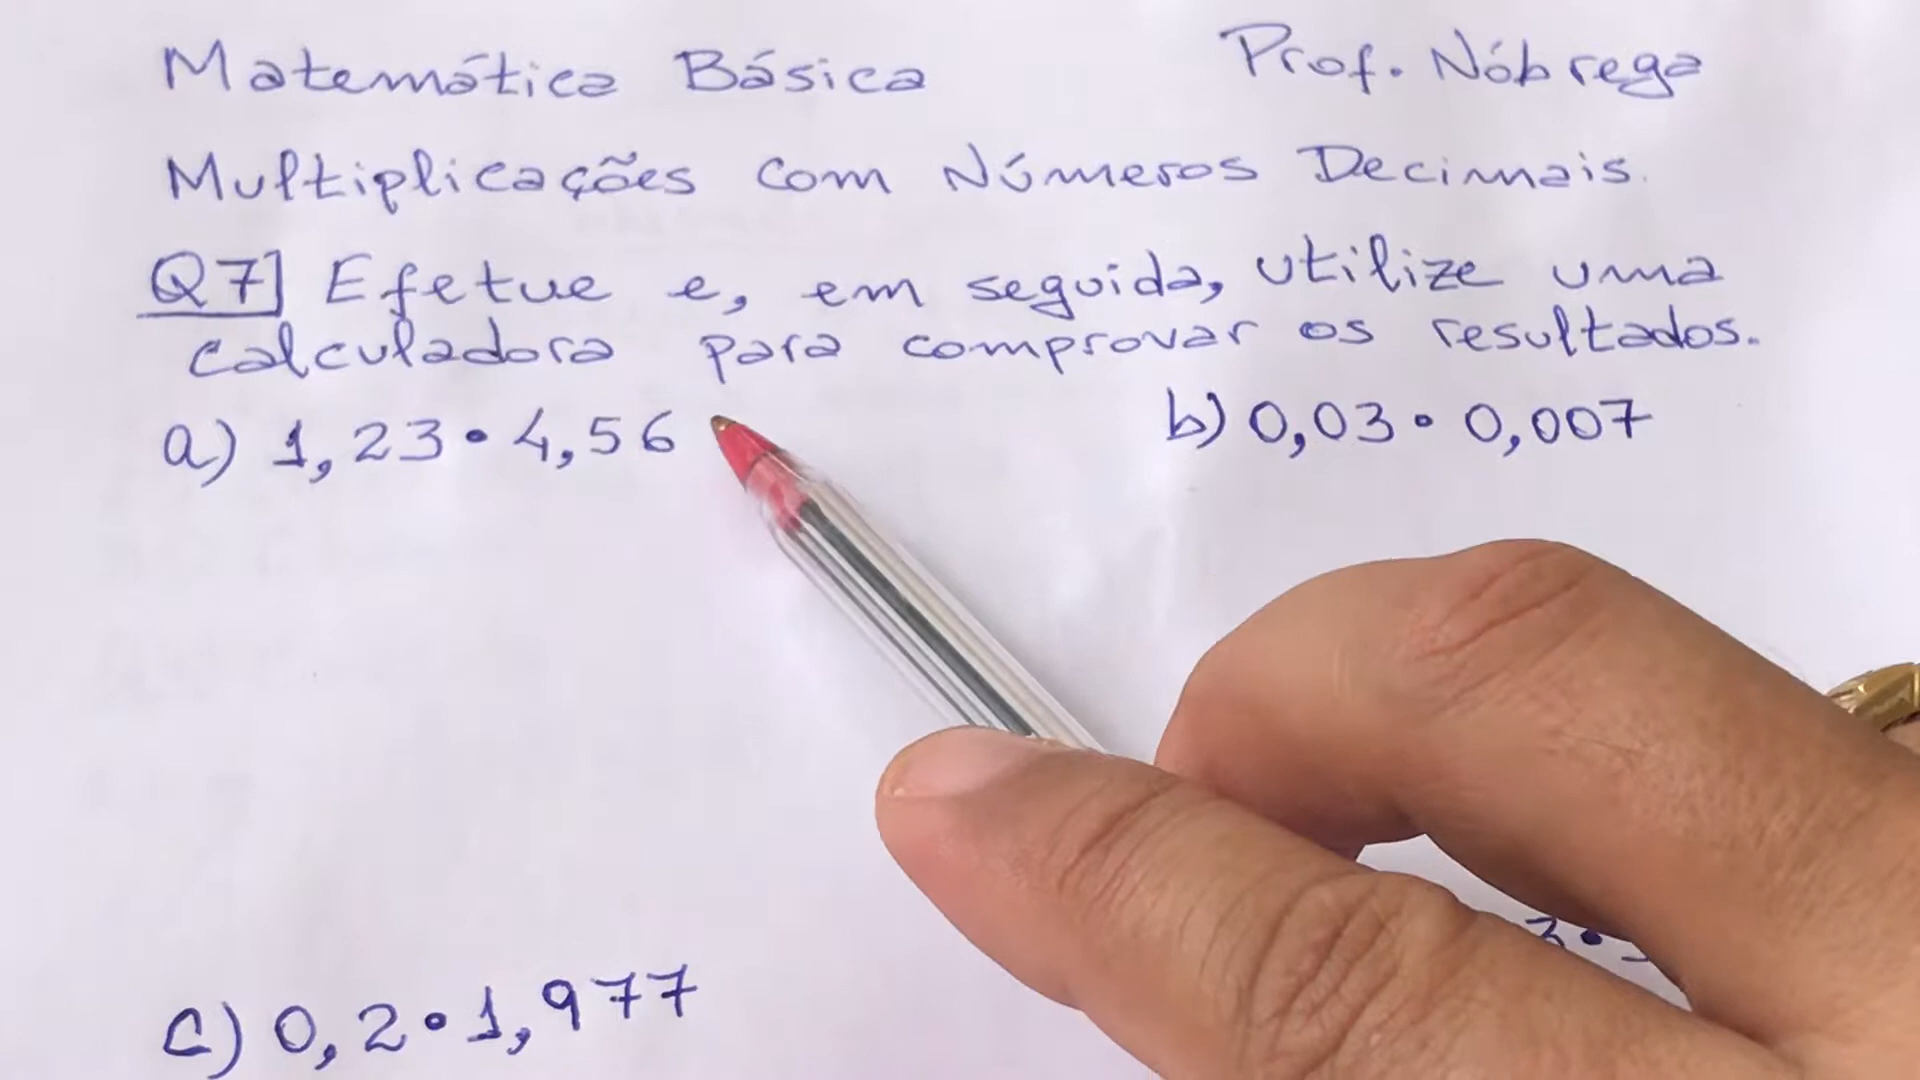 Matemática Básica Prof. Nóbrega
Multiplicações com Números Decimais.
Q7] Efetue e, em seguida, utilize uma
calculadora para comprovar os resultados.
a) 1,23 • 4,56 b) 0,03 • 0,007
c) 0,2 • 1,977